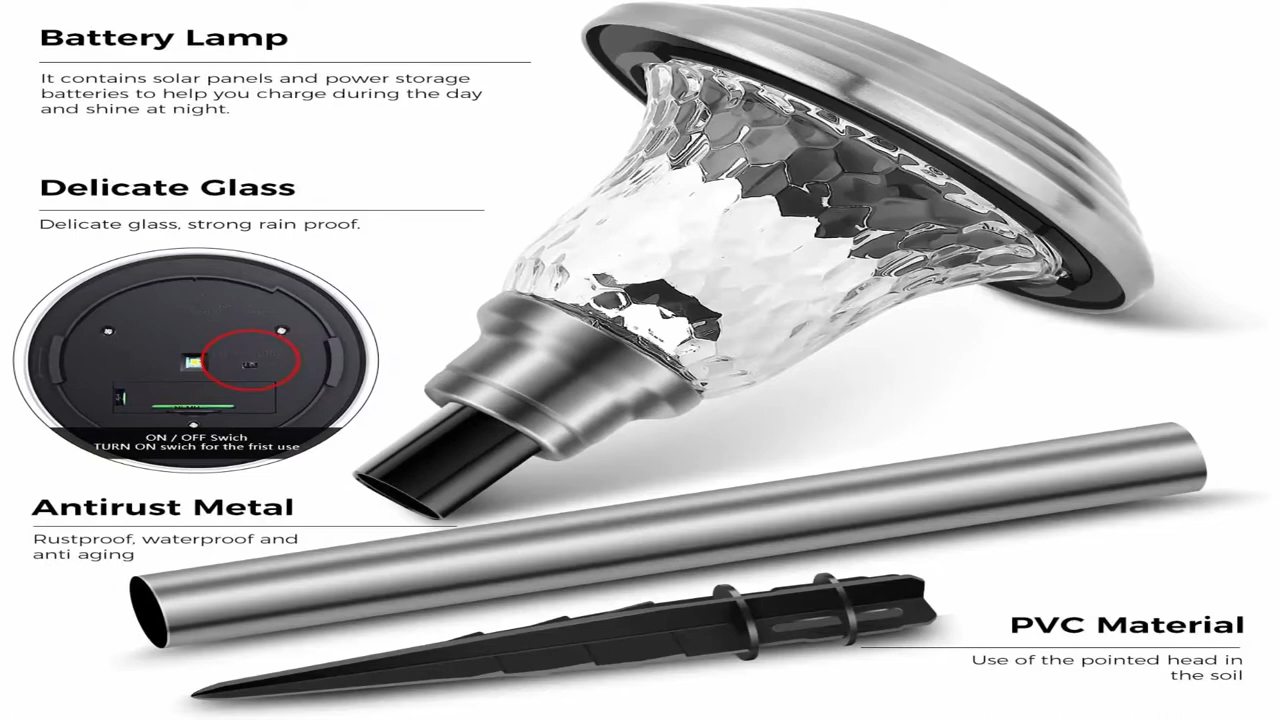 Battery Lamp
It contains solar panels and power storage
batteries to help you charge during the day
and shine at night.
Delicate Glass
Delicate glass, strong rain proof.
ON / OFF Swich
TURN ON swich for the frist use
Antirust Metal
Rustproof, waterproof and
anti aging
PVC Material
Use of the pointed head in
the soil